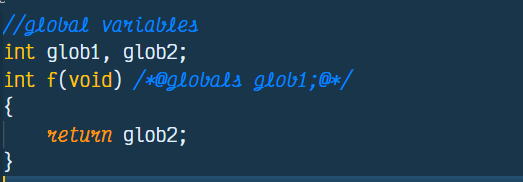 //global variables
int glob1, glob2;
int f(void) /*@globals glob1;@*/
{
    return glob2;
}